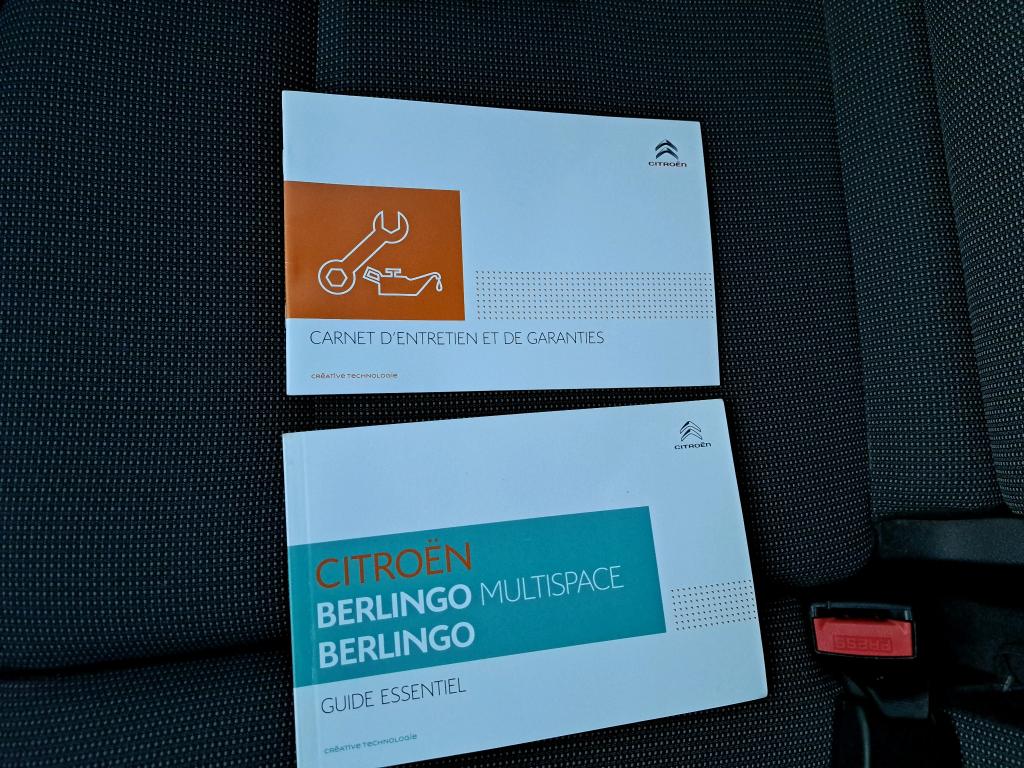 CITROËN
CARNET D'ENTRETIEN ET DE GARANTIES
CRÉATIVE TECHNOLOGIE
CITROËN
CITROËN
BERLINGO MULTISPACE
BERLINGO
GUIDE ESSENTIEL
CRÉATIVE TECHNOLOGIE
PRESS